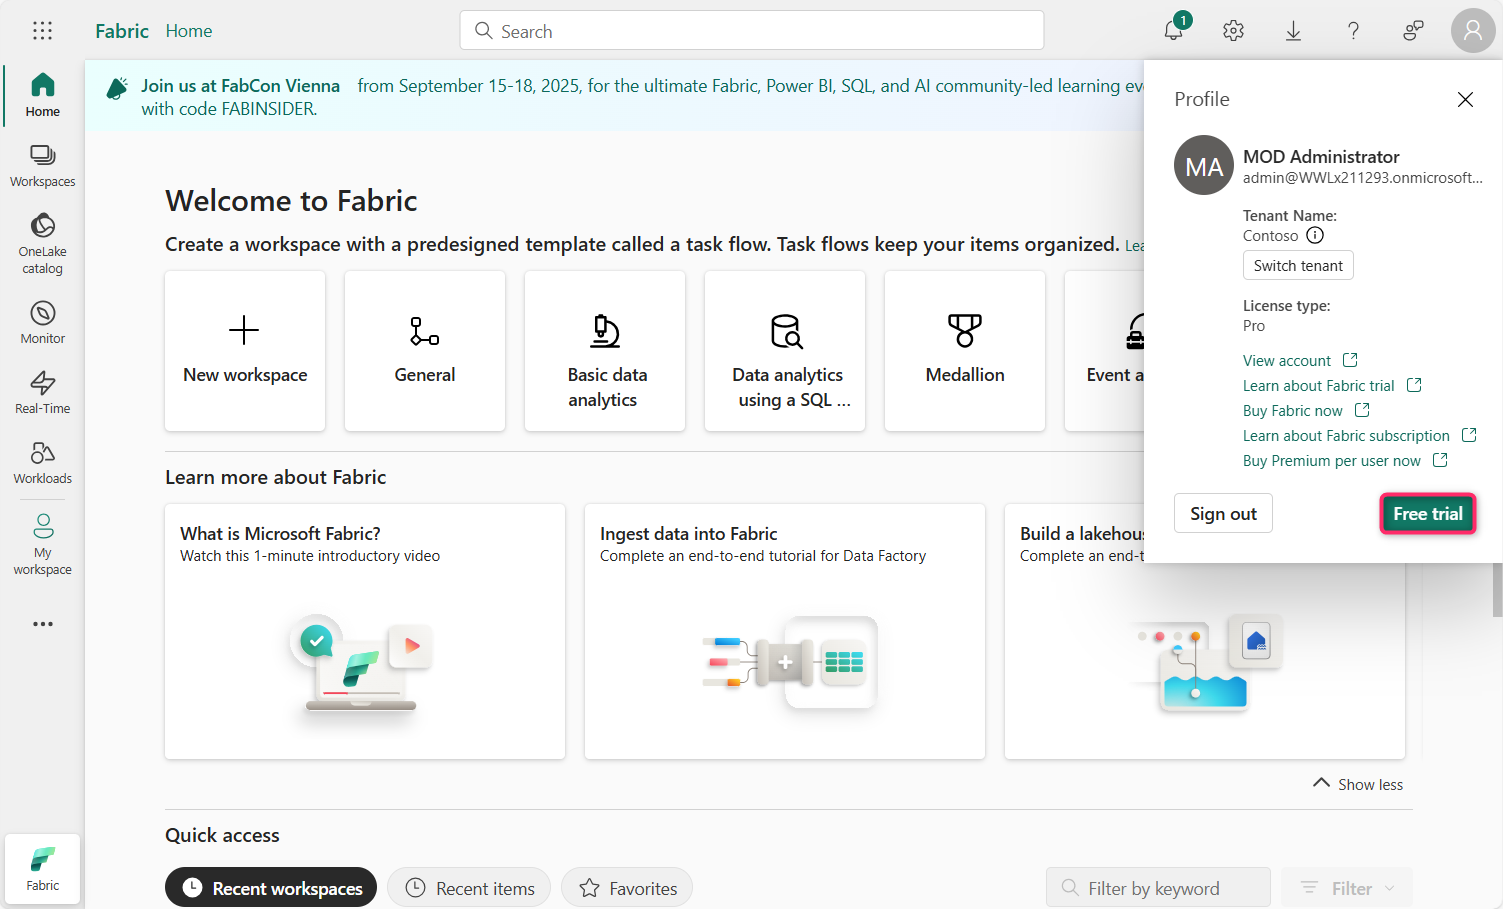 Fabric Home
Search
1
Home
Workspaces
OneLake
catalog
Monitor
Real-Time
Workloads
My
workspace
Fabric
Join us at FabCon Vienna from September 15-18, 2025, for the ultimate Fabric, Power BI, SQL, and AI community-led learning eve
with code FABINSIDER.
Welcome to Fabric
Create a workspace with a predesigned template called a task flow. Task flows keep your items organized. Lea
New workspace
General
Basic data
analytics
Data analytics
using a SQL ...
Medallion
Event a
Learn more about Fabric
What is Microsoft Fabric?
Watch this 1-minute introductory video
Ingest data into Fabric
Complete an end-to-end tutorial for Data Factory
Build a lakehous
Complete an end-t
Show less
Quick access
Recent workspaces
Recent items
Favorites
Filter by keyword
Filter
Profile
MA
MOD Administrator
admin@WWLx211293.onmicrosoft...
Tenant Name:
Contoso
Switch tenant
License type:
Pro
View account
Learn about Fabric trial
Buy Fabric now
Learn about Fabric subscription
Buy Premium per user now
Sign out
Free trial